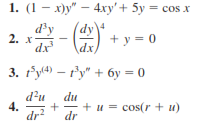 1. (1 − x)y″ − 4xy′ + 5y = cos x
2. x d³y/dx³ − (dy/dx)⁴ + y = 0
3. t⁵y⁽⁴⁾ − t³y″ + 6y = 0
4. d²u/dr² + du/dr + u = cos(r + u)